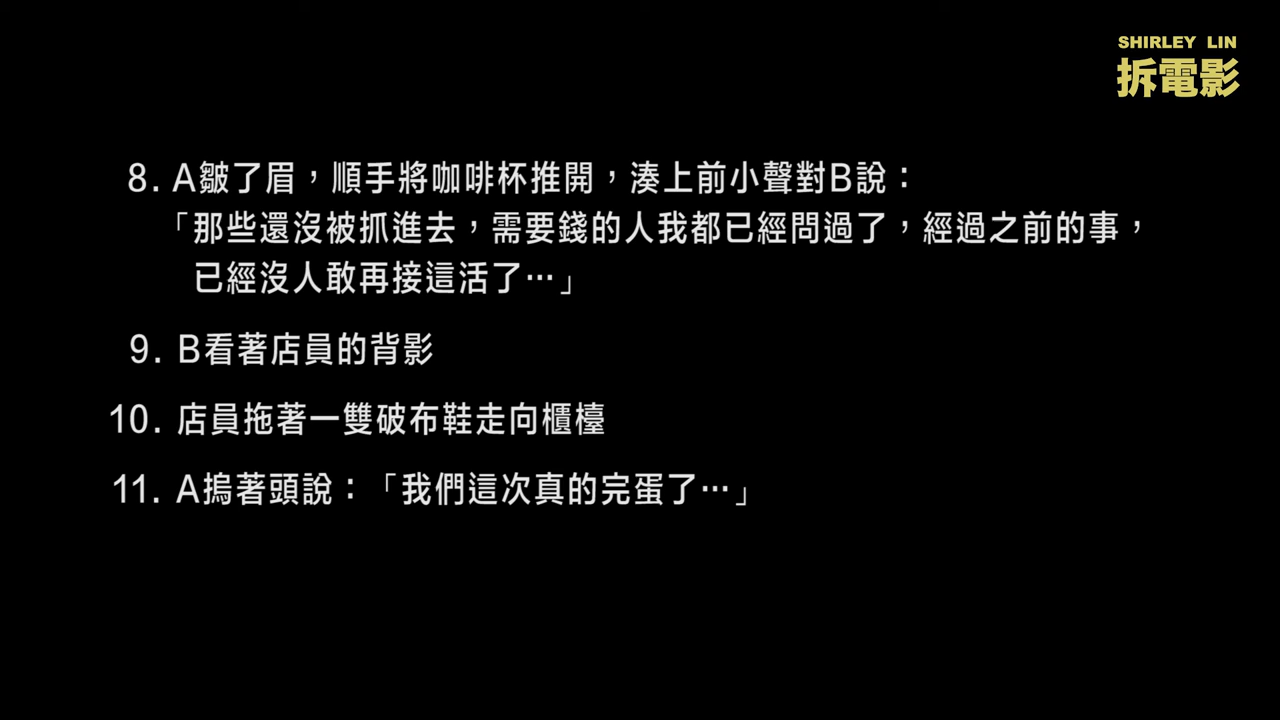 SHIRLEY LIN
拆電影
8. A皺了眉，順手將咖啡杯推開，湊上前小聲對B說：
「那些還沒被抓進去，需要錢的人我都已經問過了，經過之前的事，
已經沒人敢再接這活了…」
9. B看著店員的背影
10. 店員拖著一雙破布鞋走向櫃檯
11. A摀著頭說：「我們這次真的完蛋了…」